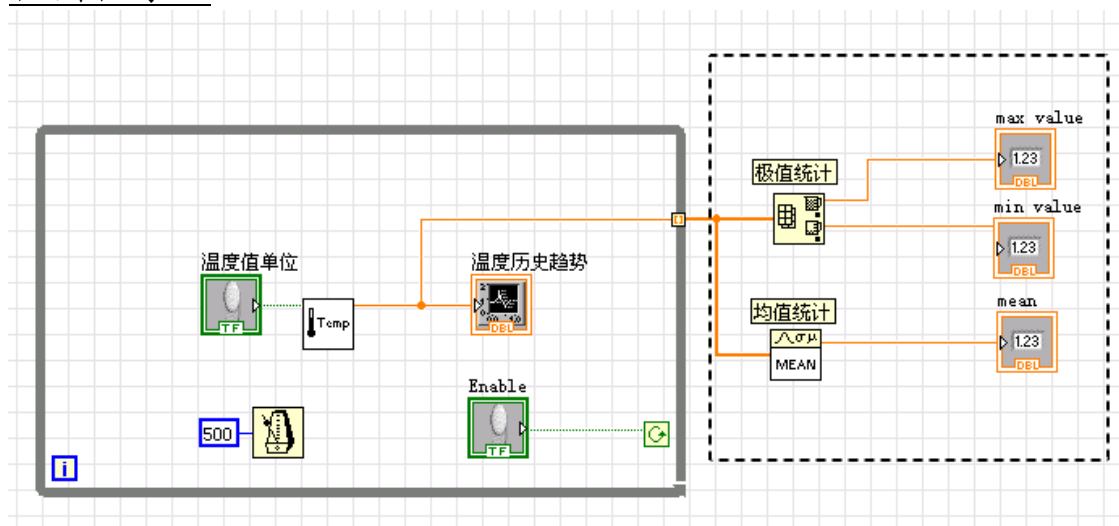 max value
1.23
DBL
极值统计
min value
1.23
DBL
温度值单位
TF
Temp
温度历史趋势
DBL
均值统计
MEAN
mean
1.23
DBL
Enable
TF
500
i